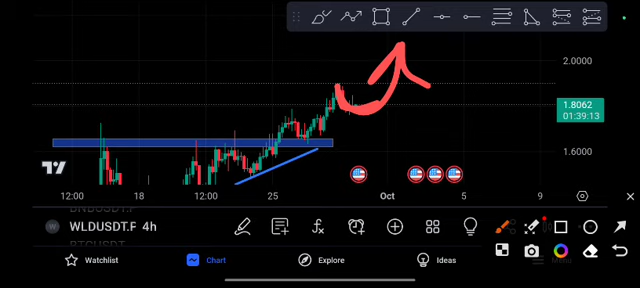 2.0000
1.8062
01:39:13
1.6000
12:00 18 12:00 25 Oct 5 9
WLDUSDT.P 4h
Watchlist Chart Explore Ideas Menu